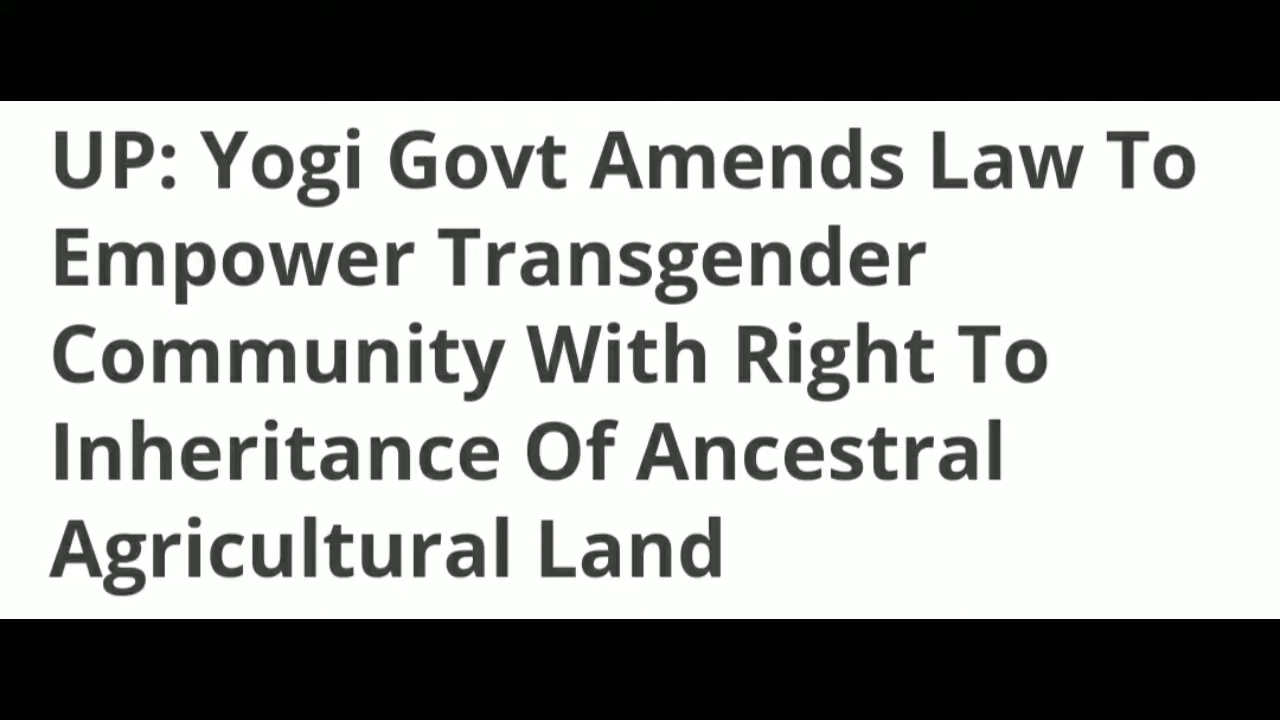 UP: Yogi Govt Amends Law To
Empower Transgender
Community With Right To
Inheritance Of Ancestral
Agricultural Land